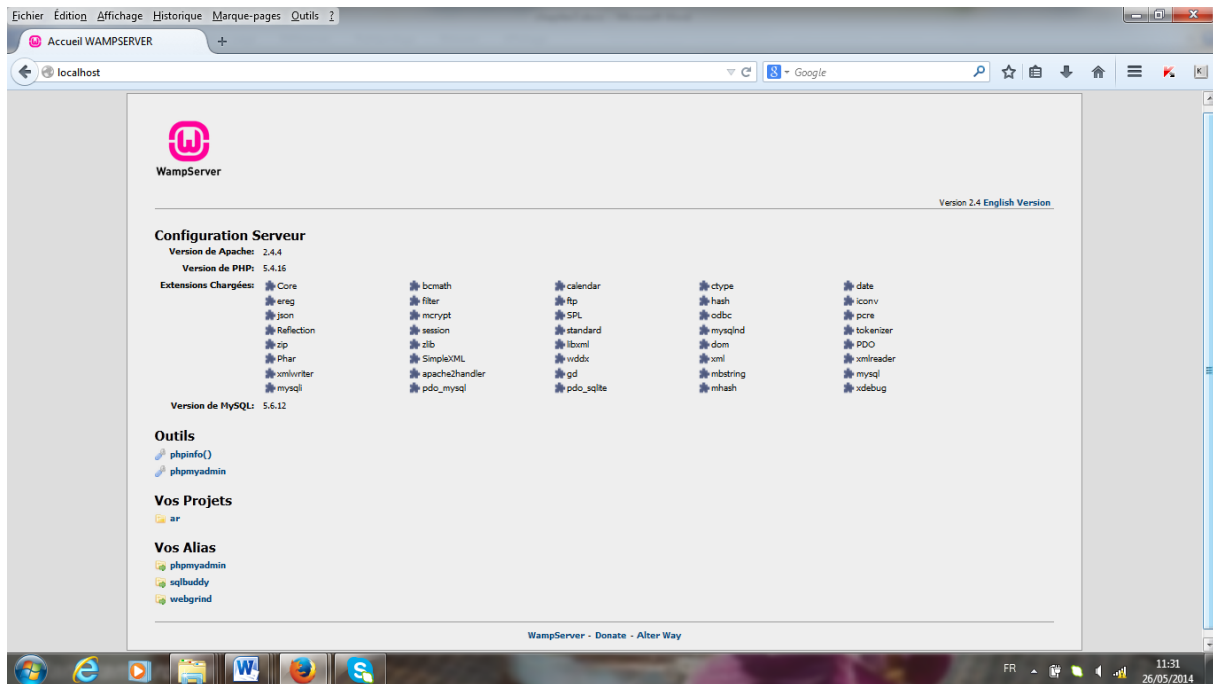 Fichier Édition Affichage Historique Marque-pages Outils ?
Accueil WAMPSERVER +
localhost Google
WampServer
Version 2.4 English Version
Configuration Serveur
Version de Apache: 2.4.4
Version de PHP: 5.4.16
Extensions Chargées: Core bcmath calendar ctype date
ereg filter ftp hash iconv
json mcrypt SPL odbc pcre
Reflection session standard mysqlnd tokenizer
zip zlib libxml dom PDO
Phar SimpleXML wddx xml xmlreader
xmlwriter apache2handler gd mbstring mysql
mysqli pdo_mysql pdo_sqlite mhash xdebug
Version de MySQL: 5.6.12
Outils
phpinfo()
phpmyadmin
Vos Projets
ar
Vos Alias
phpmyadmin
sqlbuddy
webgrind
WampServer - Donate - Alter Way
FR 11:31
26/05/2014